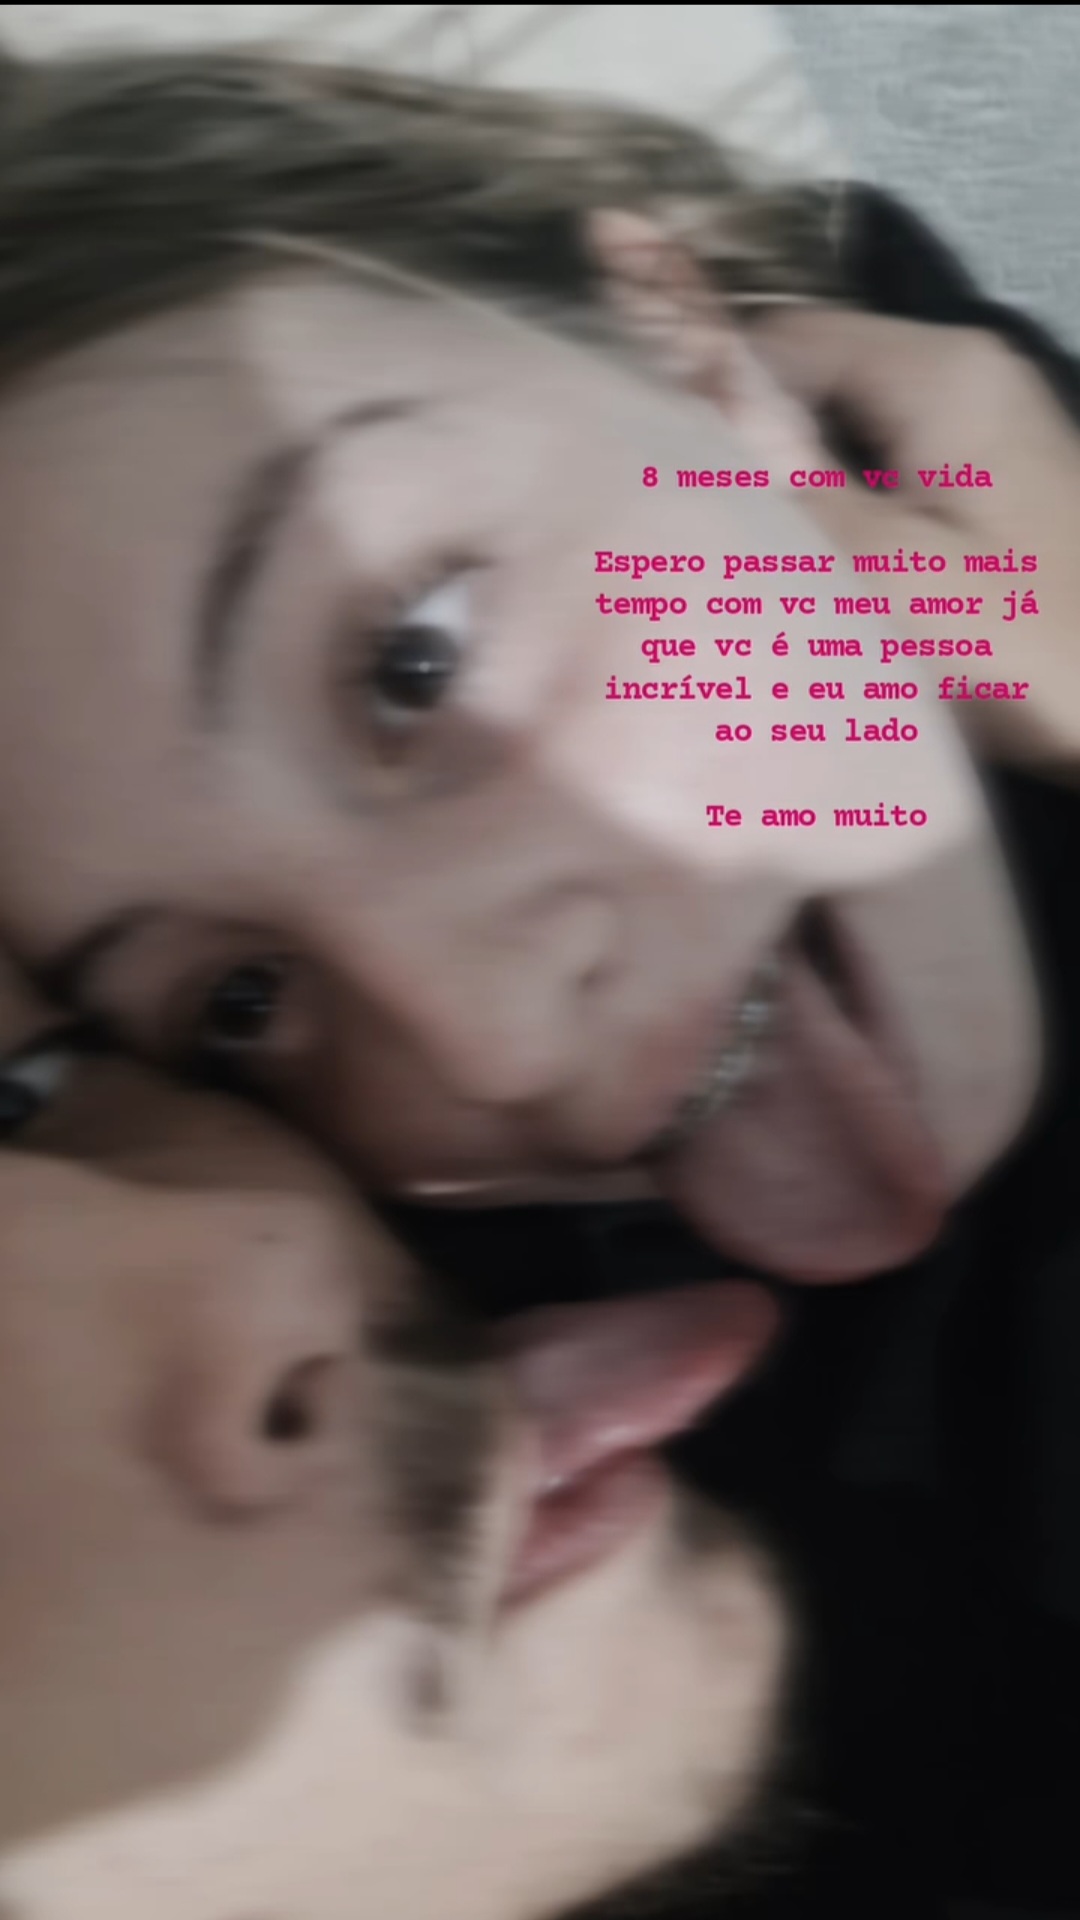 8 meses com vc vida
Espero passar muito mais
tempo com vc meu amor já
que vc é uma pessoa
incrível e eu amo ficar
ao seu lado
Te amo muito